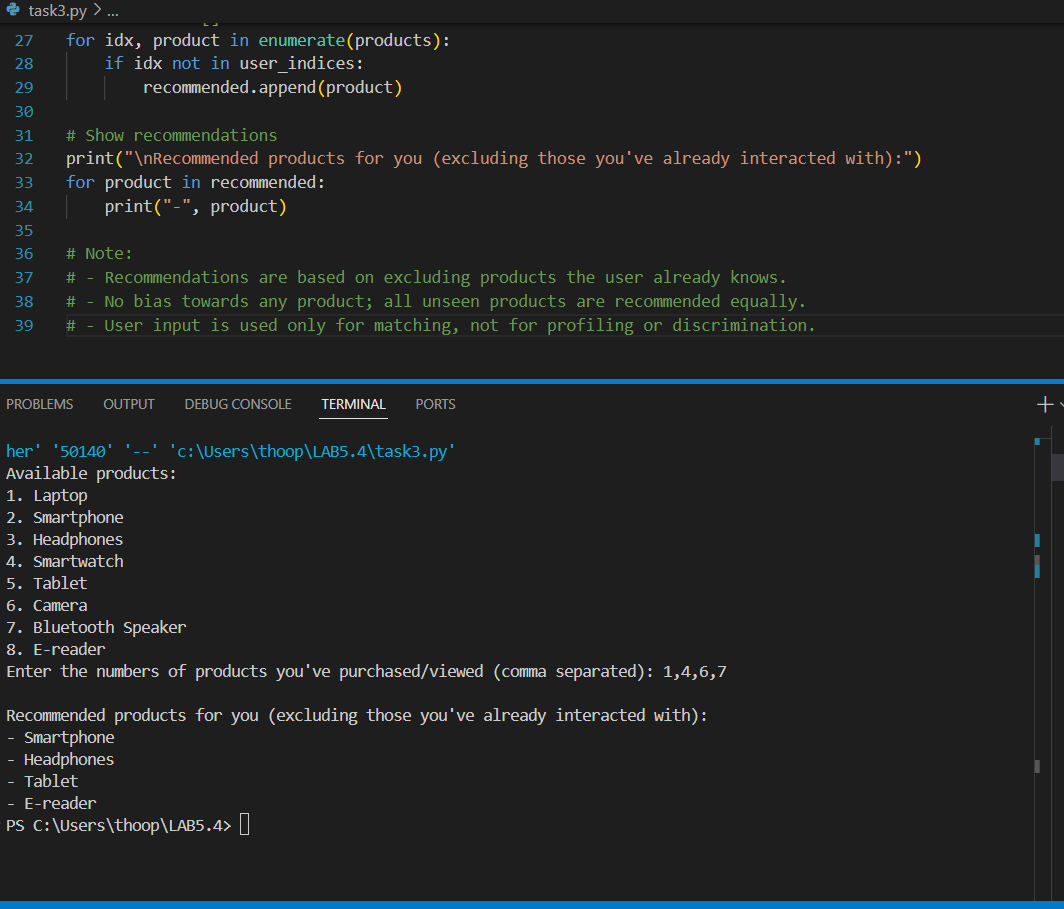 task3.py > ...
27 for idx, product in enumerate(products):
28 if idx not in user_indices:
29 recommended.append(product)
30
31 # Show recommendations
32 print("\nRecommended products for you (excluding those you've already interacted with):")
33 for product in recommended:
34 print("-", product)
35
36 # Note:
37 # - Recommendations are based on excluding products the user already knows.
38 # - No bias towards any product; all unseen products are recommended equally.
39 # - User input is used only for matching, not for profiling or discrimination.
PROBLEMS OUTPUT DEBUG CONSOLE TERMINAL PORTS
her' '50140' '--' 'c:\Users\thoop\LAB5.4\task3.py'
Available products:
1. Laptop
2. Smartphone
3. Headphones
4. Smartwatch
5. Tablet
6. Camera
7. Bluetooth Speaker
8. E-reader
Enter the numbers of products you've purchased/viewed (comma separated): 1,4,6,7
Recommended products for you (excluding those you've already interacted with):
- Smartphone
- Headphones
- Tablet
- E-reader
PS C:\Users\thoop\LAB5.4>